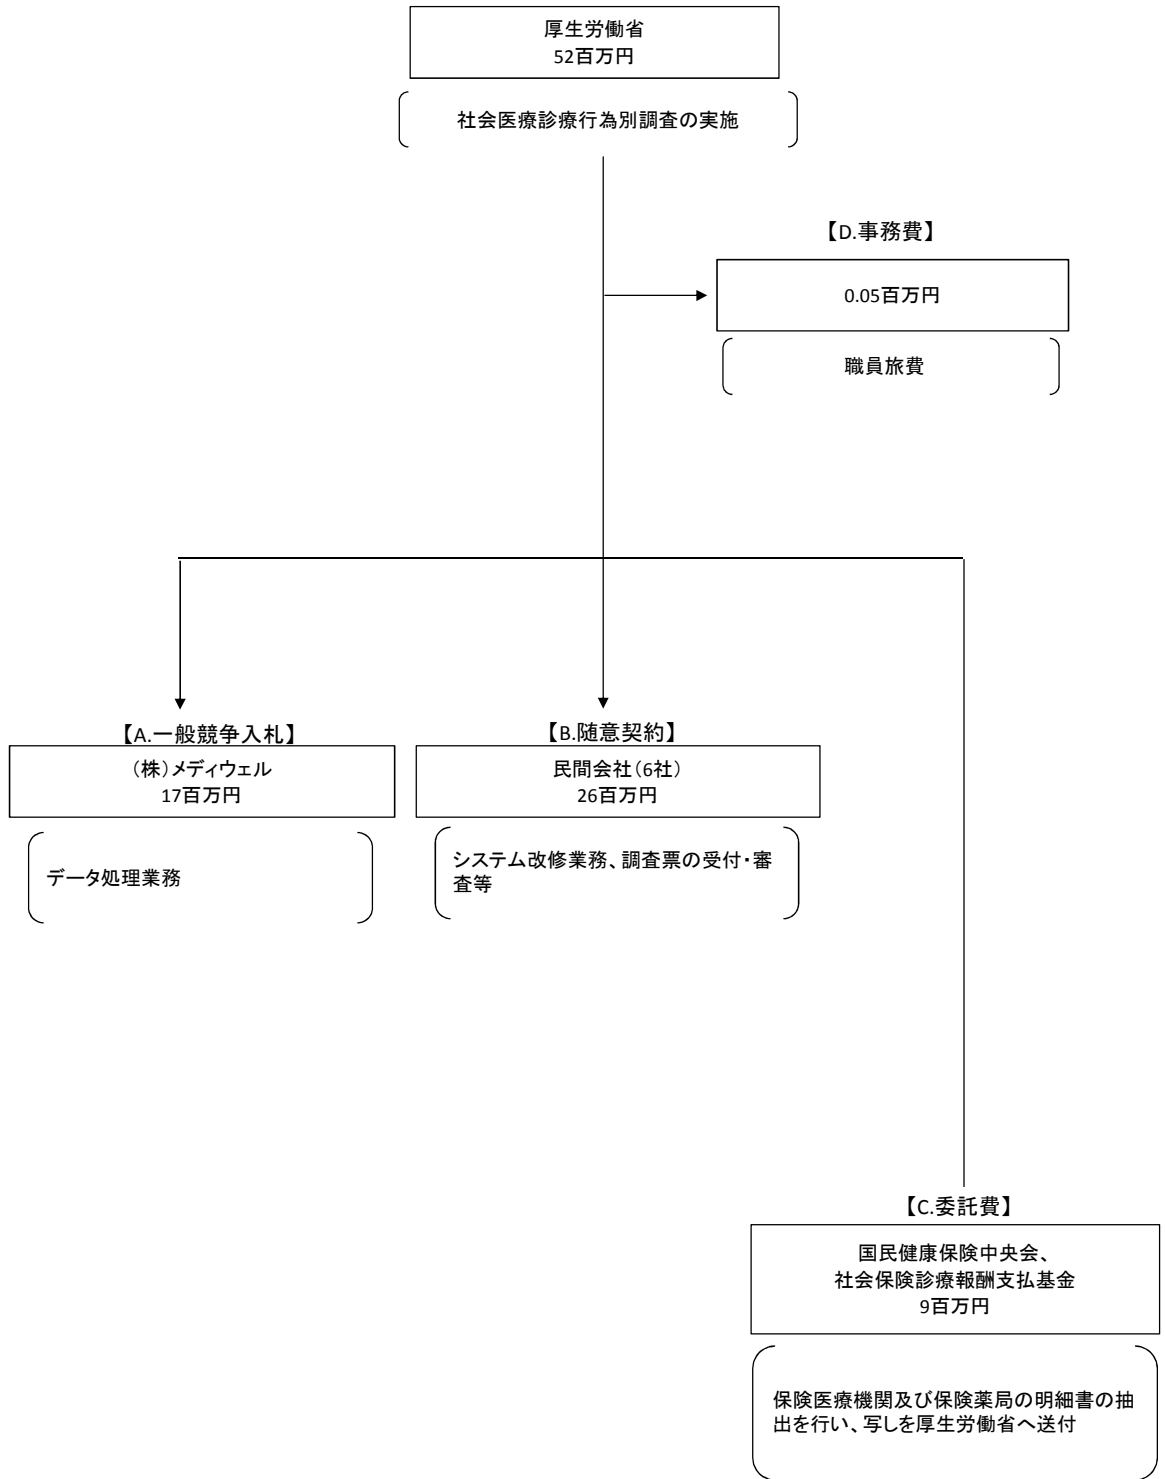 厚生労働省
52百万円
社会医療診療行為別調査の実施
【D.事務費】
0.05百万円
職員旅費
【A.一般競争入札】
（株）メディウェル
17百万円
データ処理業務
【B.随意契約】
民間会社（6社）
26百万円
システム改修業務、調査票の受付・審
査等
【C.委託費】
国民健康保険中央会、
社会保険診療報酬支払基金
9百万円
保険医療機関及び保険薬局の明細書の抽
出を行い、写しを厚生労働省へ送付